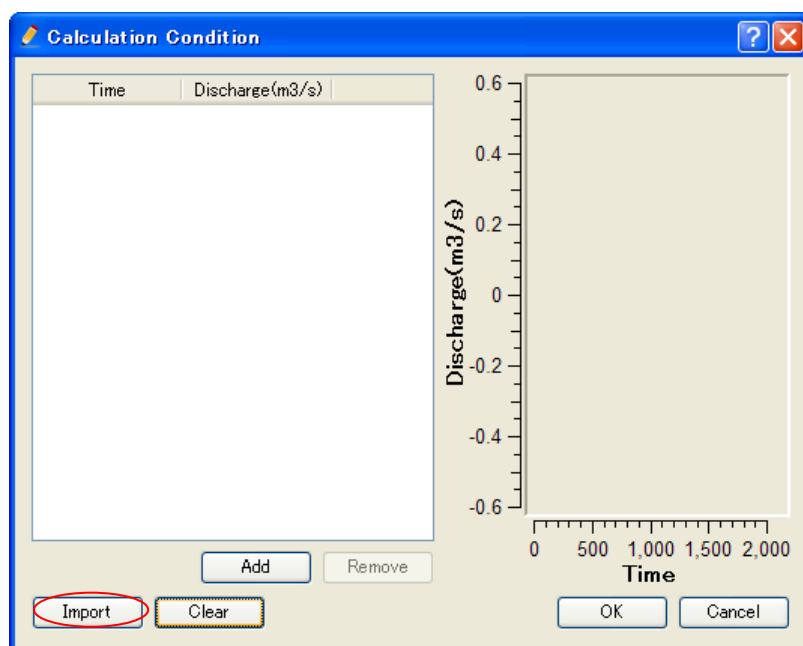 Calculation Condition
Time Discharge(m3/s)
Add Remove
Import Clear
0.6
0.4
0.2
0
-0.2
-0.4
-0.6
Discharge(m3/s)
0 500 1,000 1,500 2,000
Time
OK Cancel